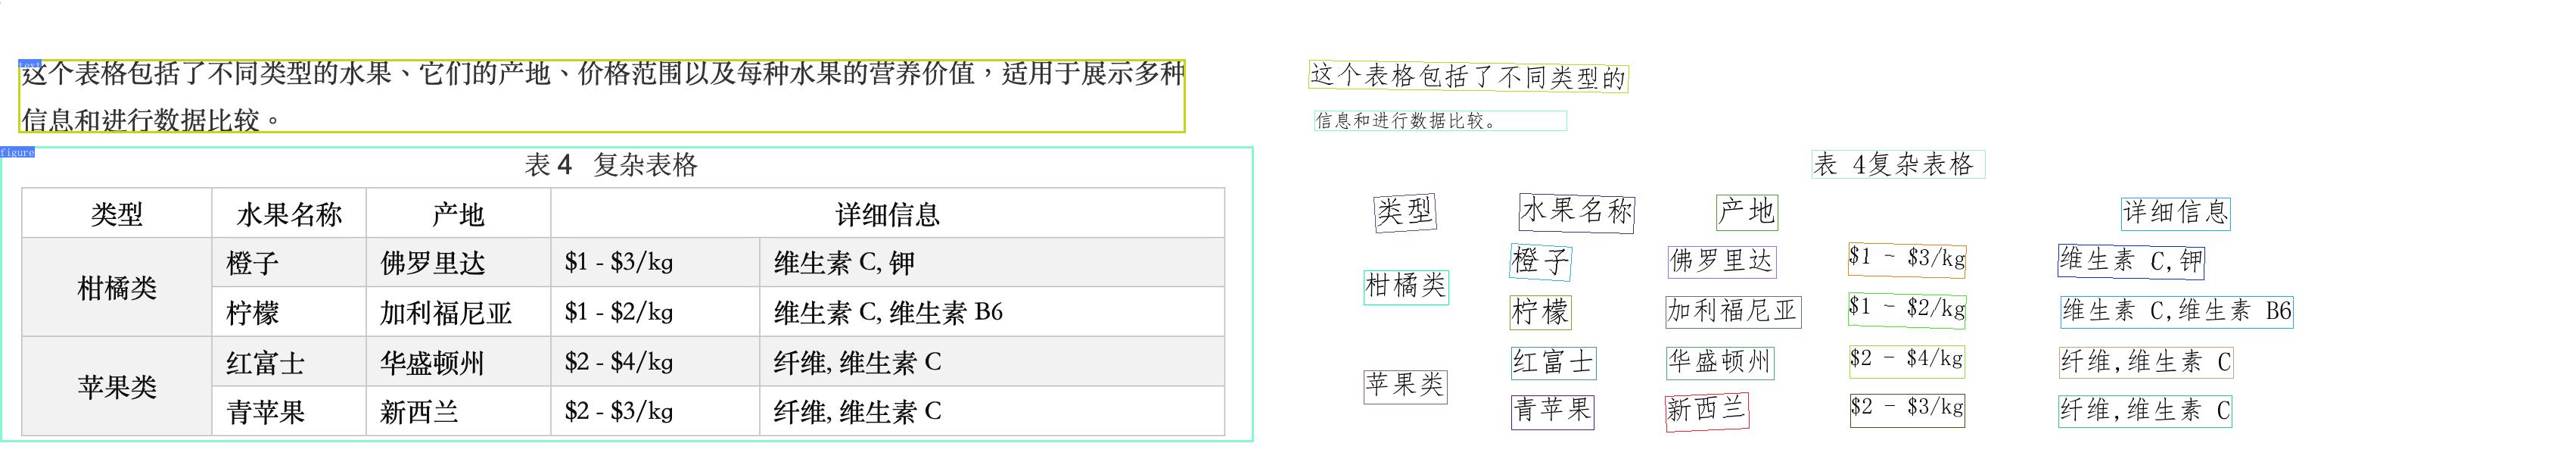 text
这个表格包括了不同类型的水果、它们的产地、价格范围以及每种水果的营养价值，适用于展示多种
信息和进行数据比较。
figure
表 4 复杂表格
类型 水果名称 产地 详细信息
柑橘类 橙子 佛罗里达 $1 - $3/kg 维生素 C, 钾
柠檬 加利福尼亚 $1 - $2/kg 维生素 C, 维生素 B6
苹果类 红富士 华盛顿州 $2 - $4/kg 纤维, 维生素 C
青苹果 新西兰 $2 - $3/kg 纤维, 维生素 C
这个表格包括了不同类型的
信息和进行数据比较。
表 4复杂表格
类型 水果名称 产地 详细信息
柑橘类 橙子 佛罗里达 $1 - $3/kg 维生素 C,钾
柠檬 加利福尼亚 $1 - $2/kg 维生素 C,维生素 B6
苹果类 红富士 华盛顿州 $2 - $4/kg 纤维,维生素 C
青苹果 新西兰 $2 - $3/kg 纤维,维生素 C